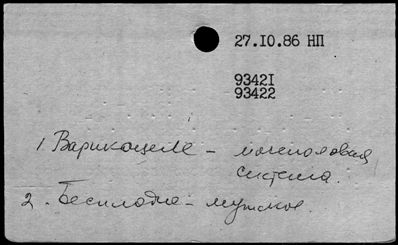 27.10.86 НП
93421
93422
1 Варикоцеле – мочеполовая
система.
2. Бесплодие – мужское.